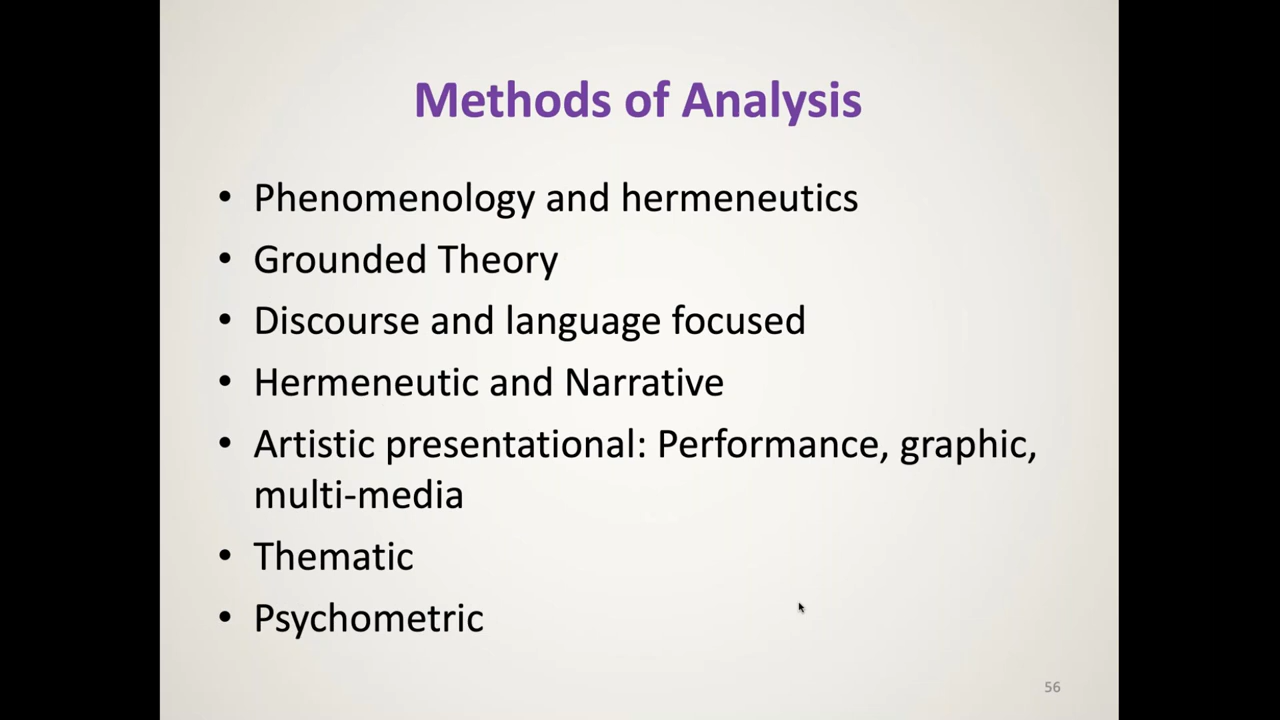 Methods of Analysis
• Phenomenology and hermeneutics
• Grounded Theory
• Discourse and language focused
• Hermeneutic and Narrative
• Artistic presentational: Performance, graphic,
multi-media
• Thematic
• Psychometric
56